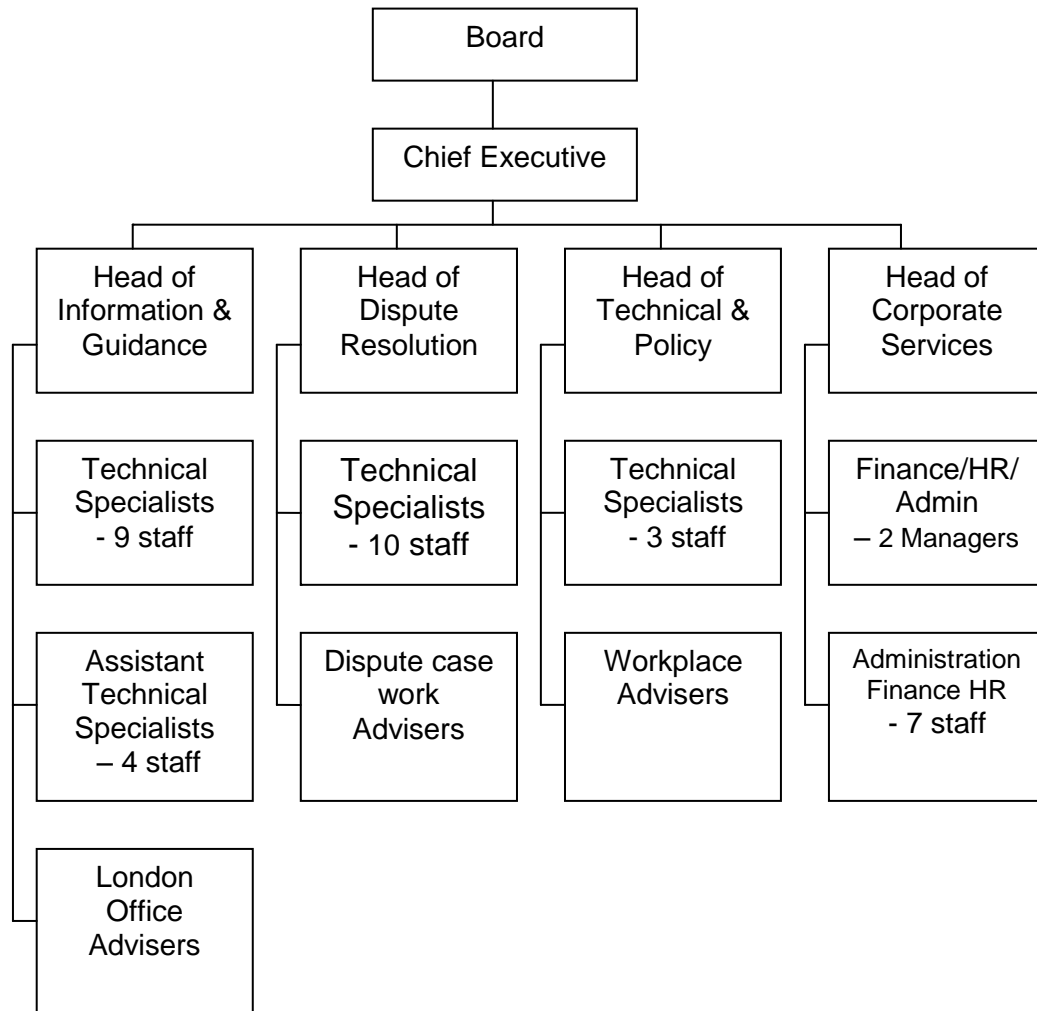 Board
Chief Executive
Head of
Information &
Guidance
Head of
Dispute
Resolution
Head of
Technical &
Policy
Head of
Corporate
Services
Technical
Specialists
- 9 staff
Technical
Specialists
- 10 staff
Technical
Specialists
- 3 staff
Finance/HR/
Admin
– 2 Managers
Assistant
Technical
Specialists
– 4 staff
Dispute case
work
Advisers
Workplace
Advisers
Administration
Finance HR
- 7 staff
London
Office
Advisers